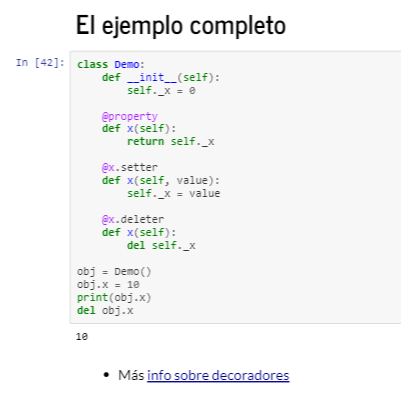 El ejemplo completo
In [42]:
class Demo:
    def __init__(self):
        self._x = 0

    @property
    def x(self):
        return self._x

    @x.setter
    def x(self, value):
        self._x = value

    @x.deleter
    def x(self):
        del self._x

obj = Demo()
obj.x = 10
print(obj.x)
del obj.x
10
• Más info sobre decoradores